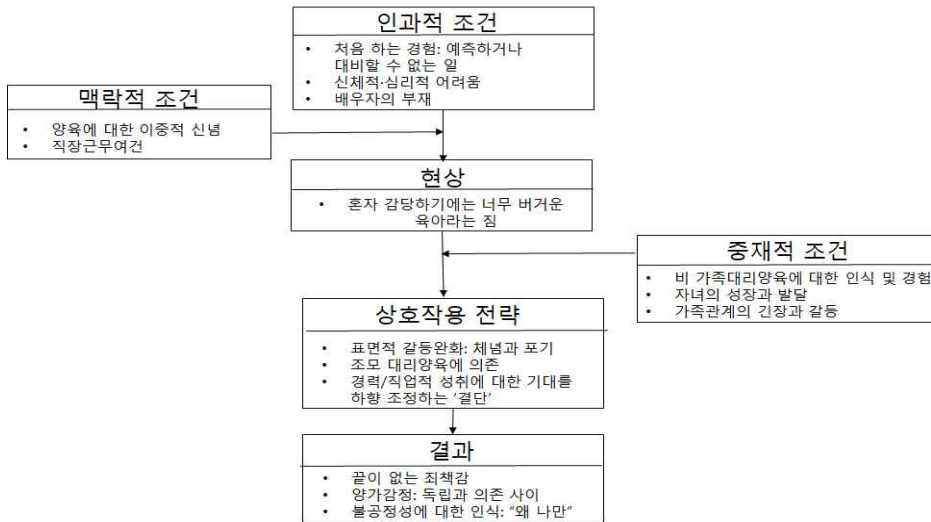 인과적 조건
• 처음 하는 경험: 예측하거나
대비할 수 없는 일
• 신체적·심리적 어려움
• 배우자의 부재
맥락적 조건
• 양육에 대한 이중적 신념
• 직장근무여건
현상
• 혼자 감당하기에는 너무 버거운
육아라는 짐
중재적 조건
• 비 가족대리양육에 대한 인식 및 경험
• 자녀의 성장과 발달
• 가족관계의 긴장과 갈등
상호작용 전략
• 표면적 갈등완화: 체념과 포기
• 조모 대리양육에 의존
• 경력/직업적 성취에 대한 기대를
하향 조정하는 '결단'
결과
• 끝이 없는 죄책감
• 양가감정: 독립과 의존 사이
• 불공정성에 대한 인식: "왜 나만"